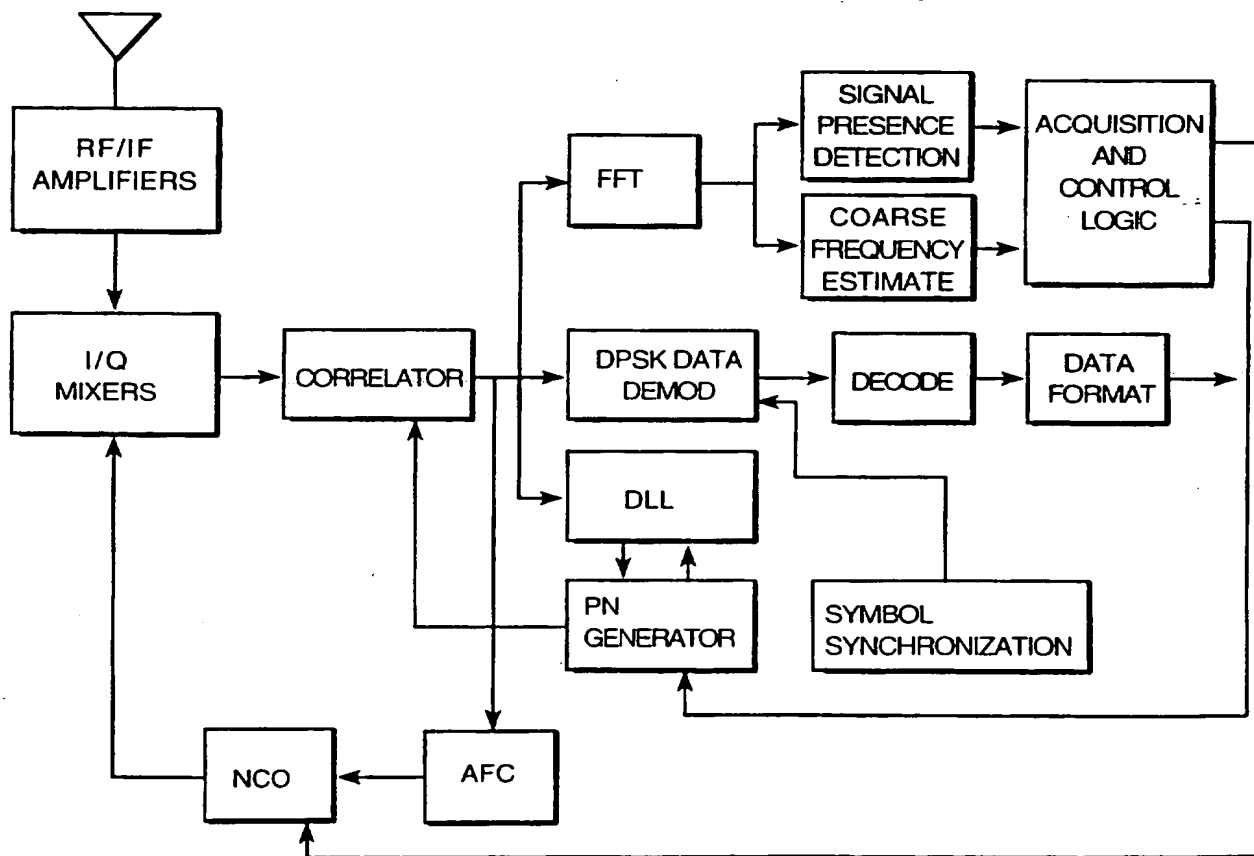 RF/IF
AMPLIFIERS
I/Q
MIXERS
CORRELATOR
FFT
SIGNAL
PRESENCE
DETECTION
COARSE
FREQUENCY
ESTIMATE
ACQUISITION
AND
CONTROL
LOGIC
DPSK DATA
DEMOD
DECODE
DATA
FORMAT
DLL
PN
GENERATOR
SYMBOL
SYNCHRONIZATION
NCO
AFC